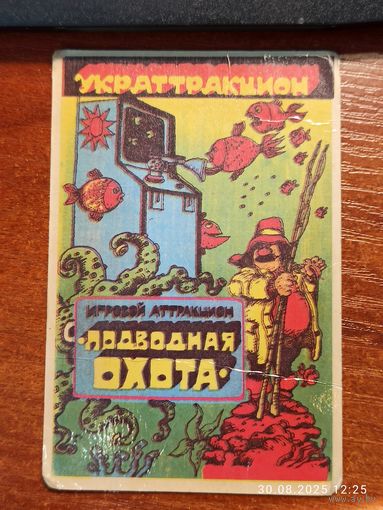 УКРАТТРАКЦИОН
ИГРОВОЙ АТТРАКЦИОН
·ПОДВОДНАЯ
ОХОТА·
30.08.2025 12:25